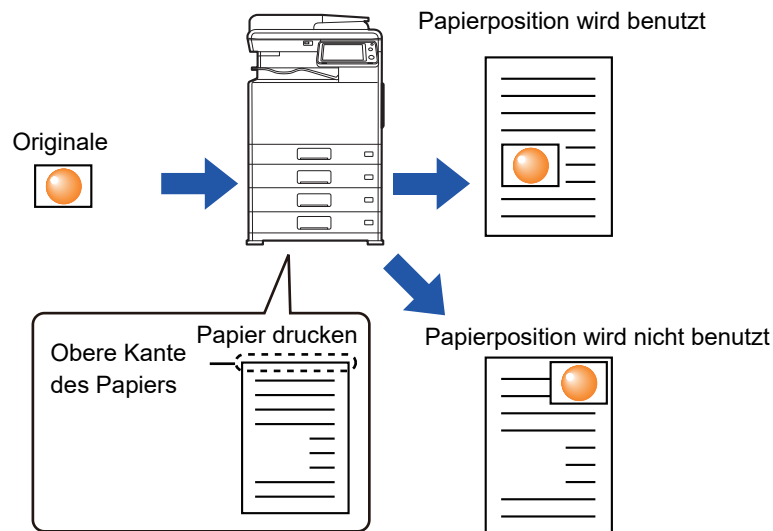 Papierposition wird benutzt
Originale
Papier drucken
Obere Kante
des Papiers
Papierposition wird nicht benutzt